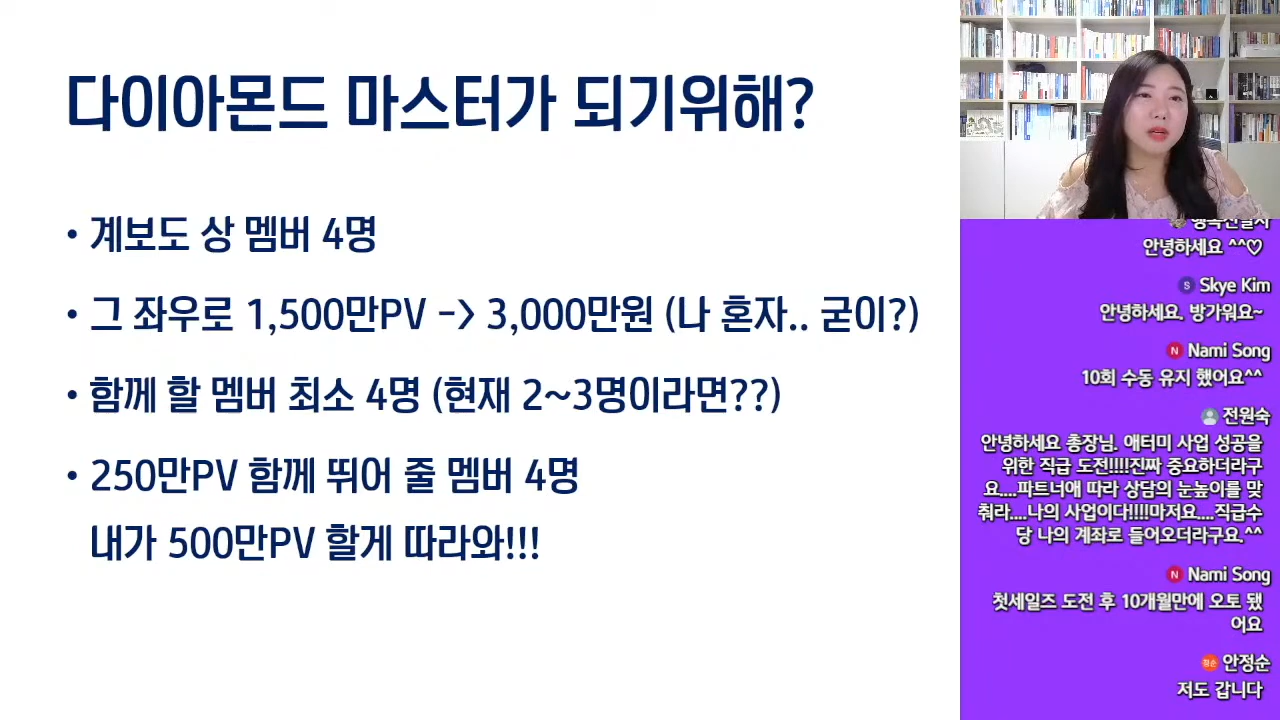 다이아몬드 마스터가 되기위해?
• 계보도 상 멤버 4명
• 그 좌우로 1,500만PV -> 3,000만원 (나 혼자.. 굳이?)
• 함께 할 멤버 최소 4명 (현재 2~3명이라면??)
• 250만PV 함께 뛰어 줄 멤버 4명
내가 500만PV 할게 따라와!!!
안녕하세요 ^^♡
S Skye Kim
안녕하세요. 방가워요~
N Nami Song
10회 수동 유지 했어요^^
전원숙
안녕하세요 총장님. 애터미 사업 성공을
위한 직급 도전!!!!진짜 중요하더라구
요....파트너애 따라 상담의 눈높이를 맞
춰라....나의 사업이다!!!!마저요....직급수
당 나의 계좌로 들어오더라구요.^^
N Nami Song
첫세일즈 도전 후 10개월만에 오토 됐
어요
정순 안정순
저도 갑니다